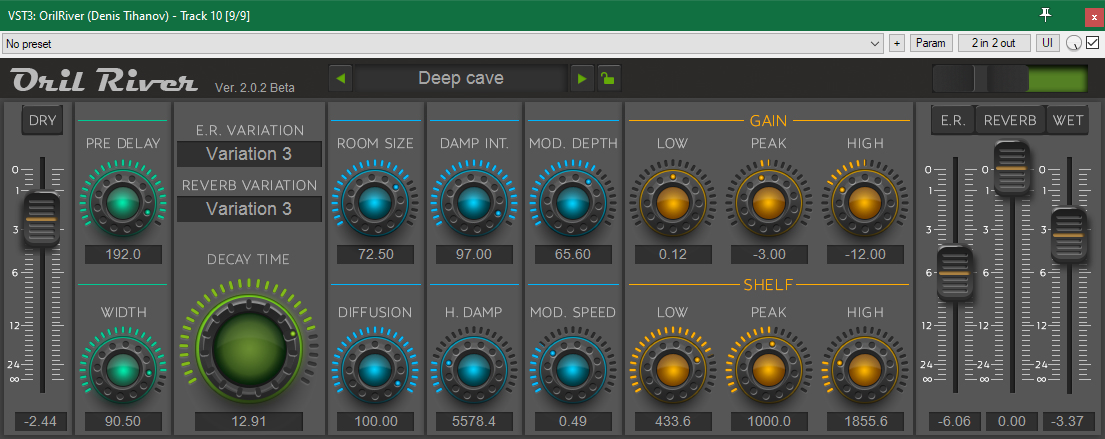 VST3: OrilRiver (Denis Tihanov) - Track 10 [9/9]
x
No preset
+
Param
2 in 2 out
UI
Oril River
Ver. 2.0.2 Beta
Deep cave
DRY
0
1
3
6
12
24
∞
-2.44
PRE DELAY
192.0
WIDTH
90.50
E.R. VARIATION
Variation 3
REVERB VARIATION
Variation 3
DECAY TIME
12.91
ROOM SIZE
72.50
DAMP INT.
97.00
MOD. DEPTH
65.60
DIFFUSION
100.00
H. DAMP
5578.4
MOD. SPEED
0.49
GAIN
LOW
PEAK
HIGH
0.12
-3.00
-12.00
SHELF
LOW
PEAK
HIGH
433.6
1000.0
1855.6
E.R.
REVERB
WET
0 0 0 0
1 1 1 1
3 3 3 3
6 6 6 6
12 12 12 12
24 24 24 24
∞ ∞ ∞ ∞
-6.06
0.00
-3.37